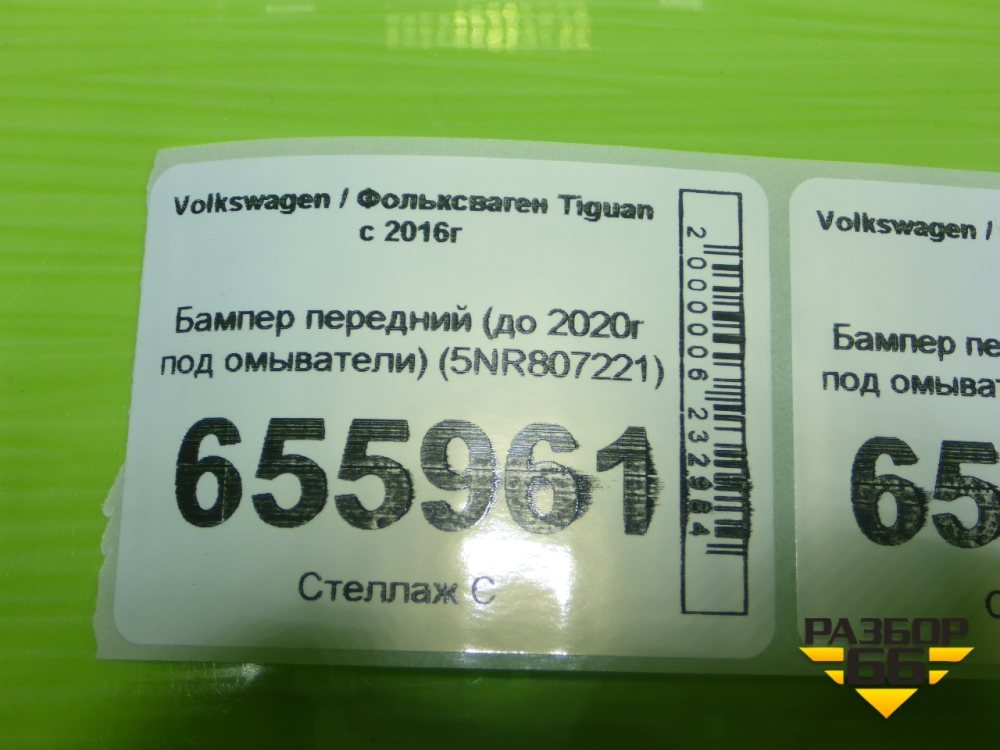 Volkswagen / Фольксваген Tiguan
с 2016г
Бампер передний (до 2020г
под омыватели) (5NR807221)
655961
Стеллаж С
2000006232984
Volkswagen /
Бампер пе
под омыва
65
С
РАЗБОР
66